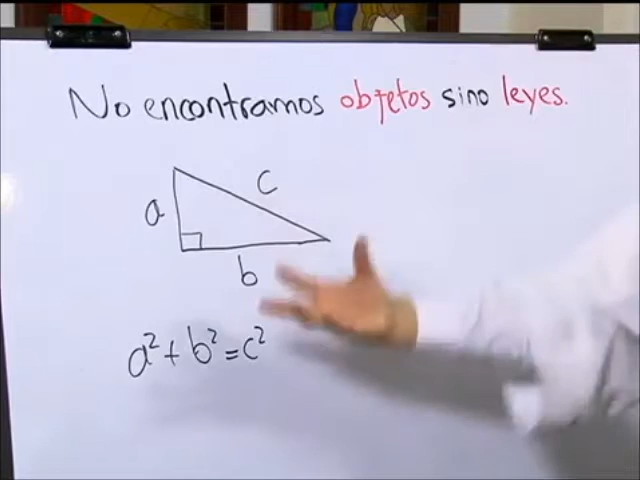 No encontramos objetos sino leyes.
c
a
b
a² + b² = c²